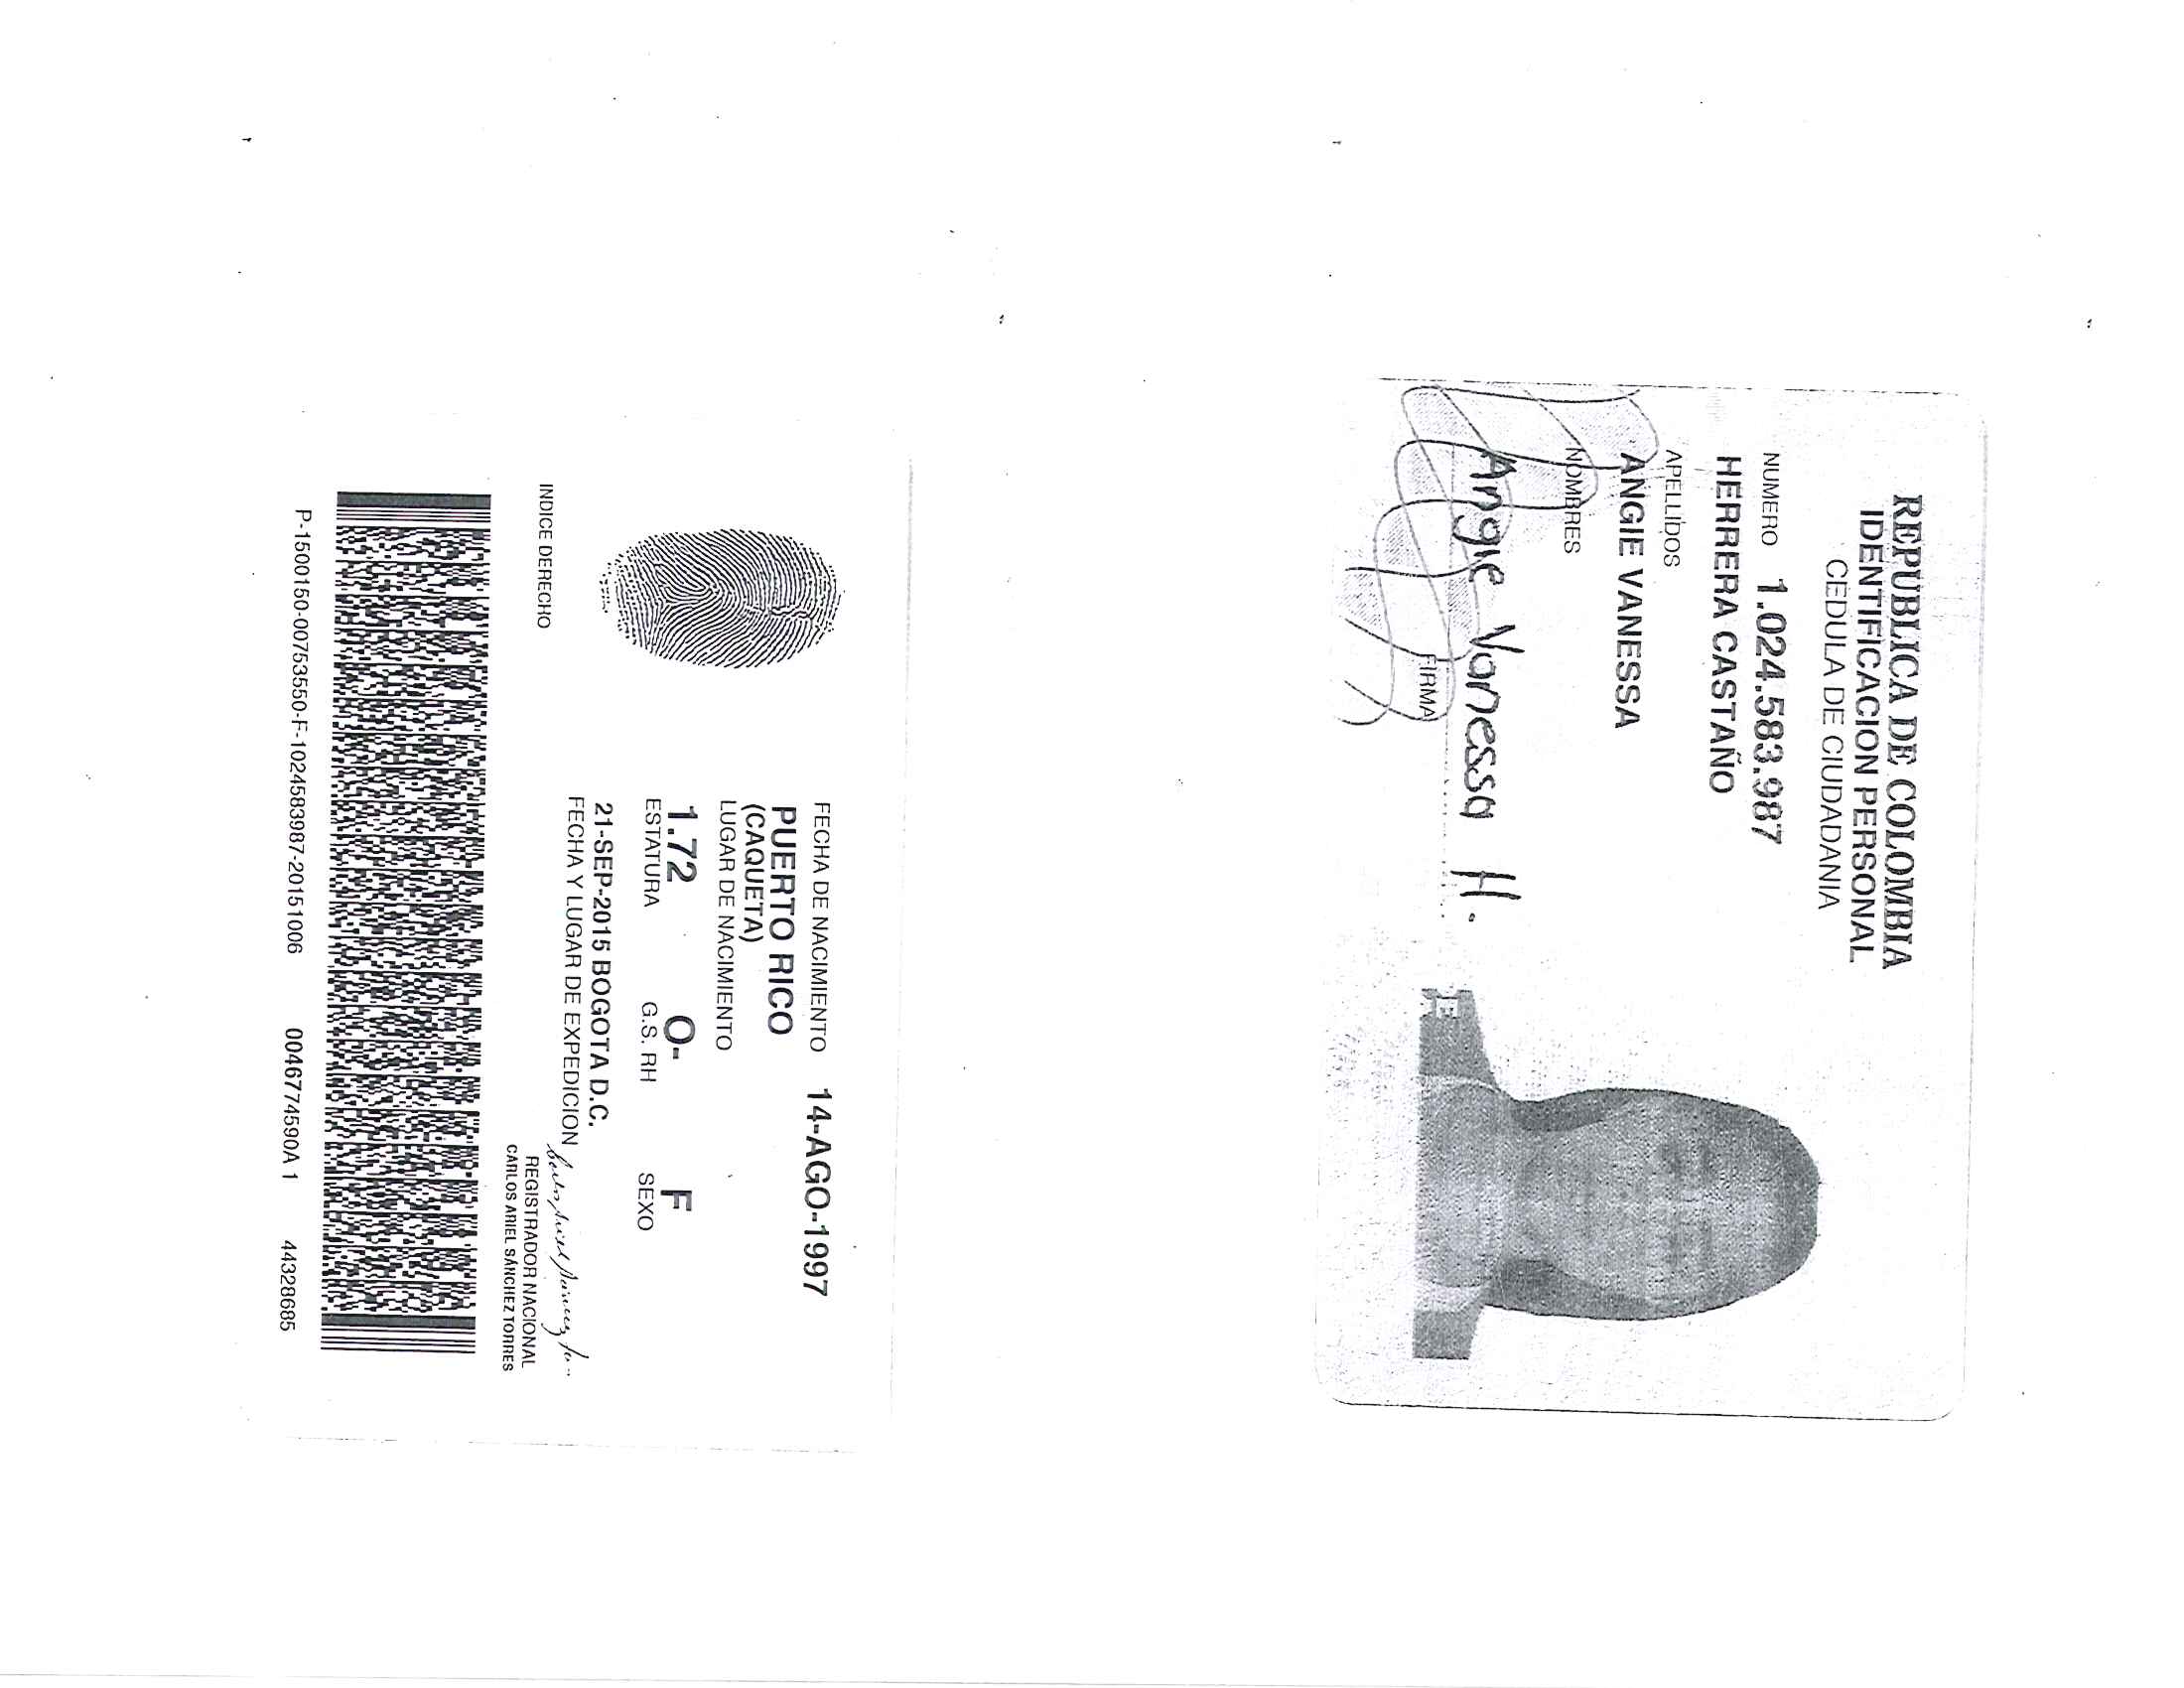 REPUBLICA DE COLOMBIA
IDENTIFICACION PERSONAL
CEDULA DE CIUDADANIA
NUMERO 1.024.583.987
HERRERA CASTAÑO
APELLIDOS
ANGIE VANESSA
NOMBRES
Angie Vanessa H.
FIRMA
FECHA DE NACIMIENTO 14-AGO-1997
PUERTO RICO
(CAQUETA)
LUGAR DE NACIMIENTO
1.72 O- F
ESTATURA G.S. RH SEXO
21-SEP-2015 BOGOTA D.C.
FECHA Y LUGAR DE EXPEDICION
INDICE DERECHO
REGISTRADOR NACIONAL
CARLOS ARIEL SÁNCHEZ TORRES
P-1500150-00753550-F-1024583987-20151006 0046774590A 1 44328685